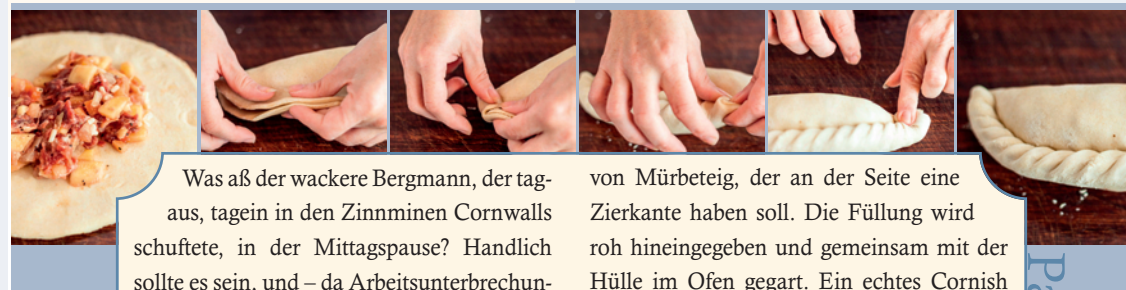 Was aß der wackere Bergmann, der tag-
aus, tagein in den Zinnminen Cornwalls
schuftete, in der Mittagspause? Handlich
sollte es sein, und – da Arbeitsunterbrechun-
von Mürbeteig, der an der Seite eine
Zierkante haben soll. Die Füllung wird
roh hineingegeben und gemeinsam mit der
Hülle im Ofen gegart. Ein echtes Cornish
Pa